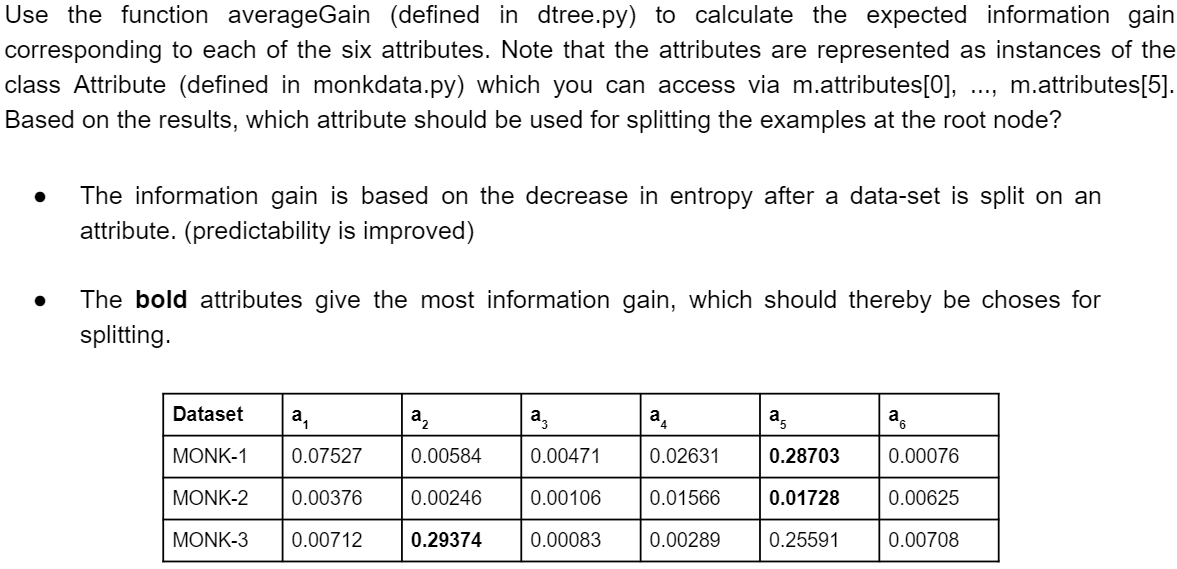 Use the function averageGain (defined in dtree.py) to calculate the expected information gain
corresponding to each of the six attributes. Note that the attributes are represented as instances of the
class Attribute (defined in monkdata.py) which you can access via m.attributes[0], ..., m.attributes[5].
Based on the results, which attribute should be used for splitting the examples at the root node?
● The information gain is based on the decrease in entropy after a data-set is split on an
attribute. (predictability is improved)
● The bold attributes give the most information gain, which should thereby be choses for
splitting.
Dataset a₁ a₂ a₃ a₄ a₅ a₆
MONK-1 0.07527 0.00584 0.00471 0.02631 0.28703 0.00076
MONK-2 0.00376 0.00246 0.00106 0.01566 0.01728 0.00625
MONK-3 0.00712 0.29374 0.00083 0.00289 0.25591 0.00708